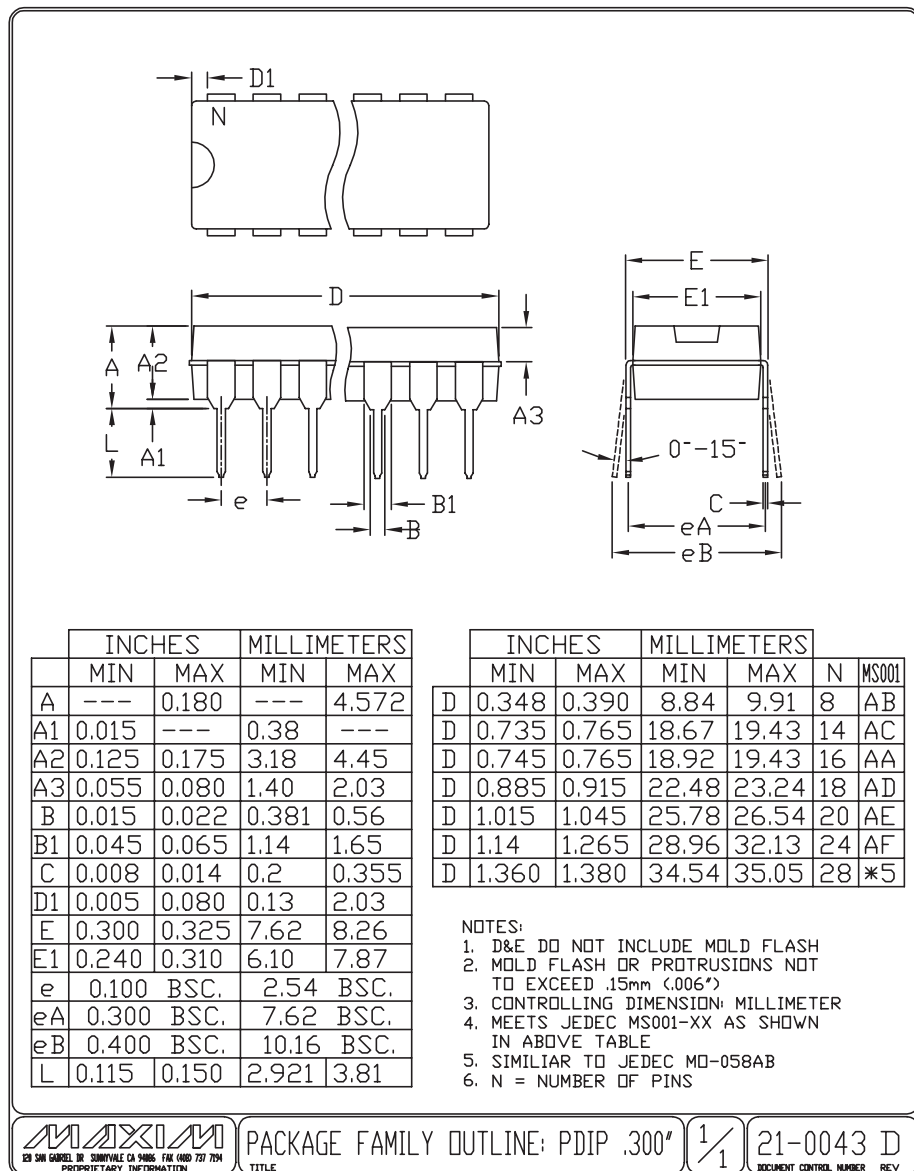 D1
N
D
E
E1
A
A2
A3
L
A1
0°-15°
e
B1
B
C
eA
eB
INCHES MILLIMETERS
MIN MAX MIN MAX
A --- 0.180 --- 4.572
A1 0.015 --- 0.38 ---
A2 0.125 0.175 3.18 4.45
A3 0.055 0.080 1.40 2.03
B 0.015 0.022 0.381 0.56
B1 0.045 0.065 1.14 1.65
C 0.008 0.014 0.2 0.355
D1 0.005 0.080 0.13 2.03
E 0.300 0.325 7.62 8.26
E1 0.240 0.310 6.10 7.87
e 0.100 BSC. 2.54 BSC.
eA 0.300 BSC. 7.62 BSC.
eB 0.400 BSC. 10.16 BSC.
L 0.115 0.150 2.921 3.81
INCHES MILLIMETERS
MIN MAX MIN MAX N MS001
D 0.348 0.390 8.84 9.91 8 AB
D 0.735 0.765 18.67 19.43 14 AC
D 0.745 0.765 18.92 19.43 16 AA
D 0.885 0.915 22.48 23.24 18 AD
D 1.015 1.045 25.78 26.54 20 AE
D 1.14 1.265 28.96 32.13 24 AF
D 1.360 1.380 34.54 35.05 28 *5
NOTES:
1. D&E DO NOT INCLUDE MOLD FLASH
2. MOLD FLASH OR PROTRUSIONS NOT
TO EXCEED .15mm (.006")
3. CONTROLLING DIMENSION: MILLIMETER
4. MEETS JEDEC MS001-XX AS SHOWN
IN ABOVE TABLE
5. SIMILIAR TO JEDEC MO-058AB
6. N = NUMBER OF PINS
MAXIM
120 SAN GABRIEL DR SUNNYVALE CA 94086 FAX (408) 737 7194
PROPRIETARY INFORMATION
PACKAGE FAMILY OUTLINE: PDIP .300"
TITLE
1/1
21-0043 D
DOCUMENT CONTROL NUMBER REV